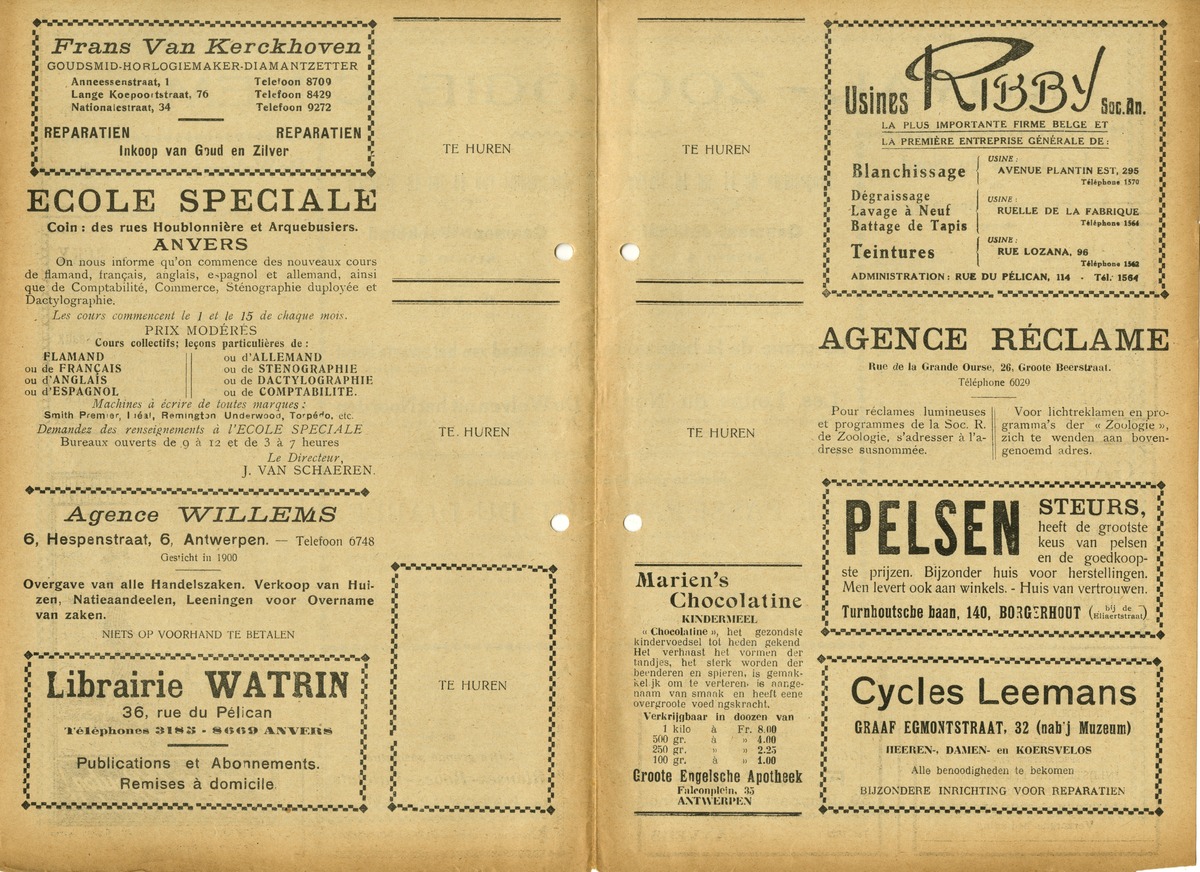 Frans Van Kerckhoven
GOUDSMID-HORLOGIEMAKER-DIAMANTZETTER
Anneessenstraat, 1 Telefoon 8709
Lange Koepoortstraat, 76 Telefoon 8429
Nationalestraat, 34 Telefoon 9272
REPARATIEN REPARATIEN
Inkoop van Goud en Zilver
ECOLE SPECIALE
Coin : des rues Houblonnière et Arquebusiers.
ANVERS
On nous informe qu'on commence des nouveaux cours
de flamand, français, anglais, espagnol et allemand, ainsi
que de Comptabilité, Commerce, Sténographie duployée et
Dactylographie.
Les cours commencent le 1 et le 15 de chaque mois.
PRIX MODÉRÉS
Cours collectifs; leçons particulières de :
FLAMAND ou d'ALLEMAND
ou de FRANÇAIS ou de STENOGRAPHIE
ou d'ANGLAIS ou de DACTYLOGRAPHIE
ou d'ESPAGNOL ou de COMPTABILITE.
Machines à écrire de toutes marques :
Smith Premier, Idéal, Remington Underwood, Torpédo, etc.
Demandez des renseignements à l'ECOLE SPECIALE
Bureaux ouverts de 9 à 12 et de 3 à 7 heures
Le Directeur,
J. VAN SCHAEREN.
Agence WILLEMS
6, Hespenstraat, 6, Antwerpen. — Telefoon 6748
Gesticht in 1900
Overgave van alle Handelszaken. Verkoop van Hui-
zen, Natieaandeelen, Leeningen voor Overname
van zaken.
NIETS OP VOORHAND TE BETALEN
Librairie WATRIN
36, rue du Pélican
Téléphones 3183 - 8669 ANVERS
Publications et Abonnements.
Remises à domicile.
TE HUREN
TE HUREN
TE HUREN
TE HUREN
TE HUREN
Marien's
Chocolatine
KINDERMEEL
« Chocolatine », het gezondste
kindervoedsel tot heden gekend
Het verhaast het vormen der
tandjes, het sterk worden der
beenderen en spieren, is gemak-
kelijk om te verteren, is aange-
naam van smaak en heeft eene
overgroote voedingskracht.
Verkrijgbaar in doozen van
1 kilo à Fr. 8.00
500 gr. à » 4.00
250 gr. » » 2.25
100 gr. à » 1.00
Groote Engelsche Apotheek
Falconplein, 35
ANTWERPEN
Usines RIBBY Soc. An.
LA PLUS IMPORTANTE FIRME BELGE ET
LA PREMIÈRE ENTREPRISE GÉNÉRALE DE :
USINE :
Blanchissage AVENUE PLANTIN EST, 295
Téléphone 1570
Dégraissage USINE :
Lavage à Neuf RUELLE DE LA FABRIQUE
Battage de Tapis Téléphone 1564
USINE :
Teintures RUE LOZANA, 96
Téléphone 1562
ADMINISTRATION : RUE DU PÉLICAN, 114 - Tél. 1564
AGENCE RÉCLAME
Rue de la Grande Ourse, 26, Groote Beerstraat.
Téléphone 6029
Pour réclames lumineuses
et programmes de la Soc. R.
de Zoologie, s'adresser à l'a-
dresse susnommée.
Voor lichtreklamen en pro-
gramma's der « Zoologie »,
zich te wenden aan boven-
genoemd adres.
PELSEN STEURS,
heeft de grootste
keus van pelsen
en de goedkoop-
ste prijzen. Bijzonder huis voor herstellingen.
Men levert ook aan winkels. - Huis van vertrouwen.
Turnhoutsche baan, 140, BORGERHOUT (bij de Eliaertstraat)
Cycles Leemans
GRAAF EGMONTSTRAAT, 32 (nabij Muzeum)
HEEREN-, DAMEN- en KOERSVELOS
Alle benoodigheden te bekomen
BIJZONDERE INRICHTING VOOR REPARATIEN